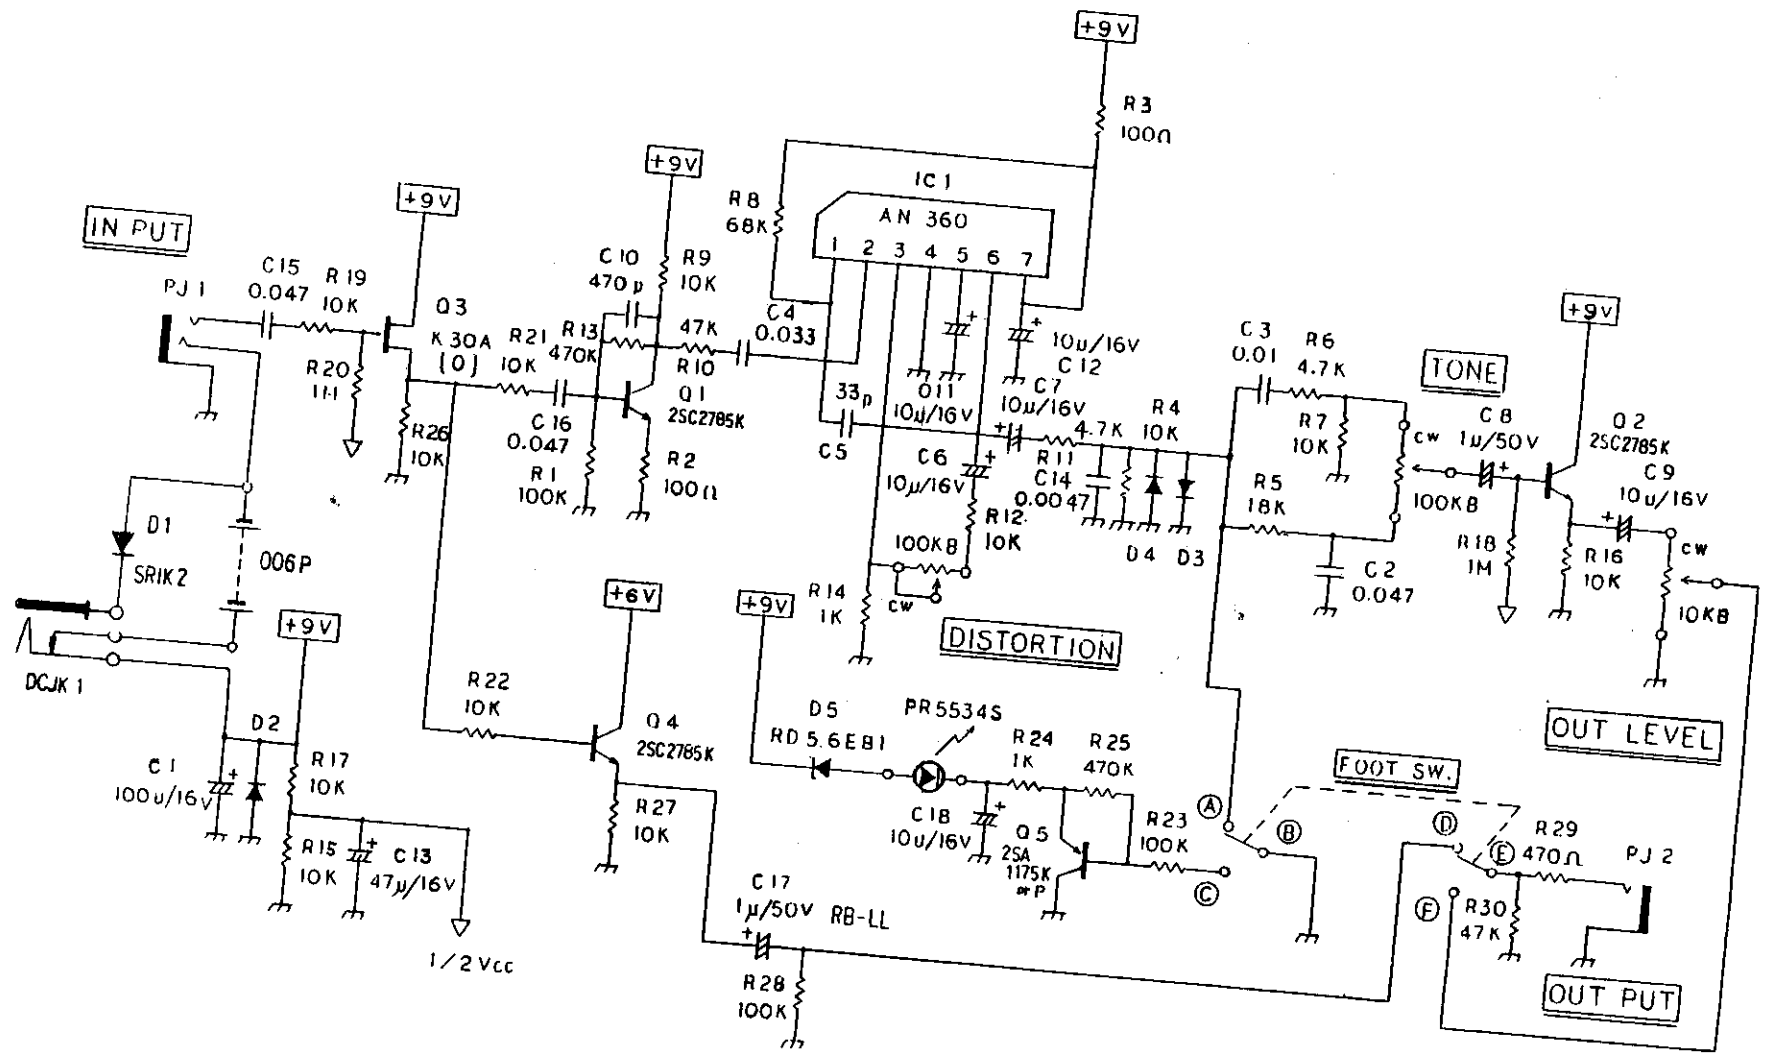 +9V
R3
100Ω
+9V
IC1
R8
68K
AN 360
1 2 3 4 5 6 7
+9V
IN PUT
PJ1
C15
0.047
R19
10K
Q3
K30A
(O)
R20
R26
10K
R21
10K
C10
470p
R9
10K
R13
470K
47K
R10
C4
0.033
C16
0.047
R1
100K
Q1
2SC2785K
R2
100Ω
33p
C5
+
10μ/16V
+
10μ/16V
C12
C7
10μ/16V
+
C6
10μ/16V
+
4.7K
R11
C14
0.0047
R4
10K
D4
D3
R12
10K
100KB
CW
R14
1K
DISTORTION
C3
0.01
R6
4.7K
R7
10K
R5
18K
C2
0.047
TONE
CW
100KB
C8
1μ/50V
+
+9V
Q2
2SC2785K
R18
1M
R16
10K
C9
10μ/16V
+
CW
10KB
OUT LEVEL
D1
SR1K2
006P
DCJK1
+9V
D2
C1
100μ/16V
+
R17
10K
R15
10K
C13
47μ/16V
+
1/2Vcc
R22
10K
+6V
Q4
2SC2785K
R27
10K
C17
1μ/50V
RB-LL
+
R28
100K
+9V
D5
RD5.6EB1
PR5534S
R24
1K
R25
470K
C18
10μ/16V
+
Q5
2SA
1175K
or P
R23
100K
FOOT SW.
A
B
C
D
E
F
R29
470Ω
R30
47K
PJ2
OUT PUT